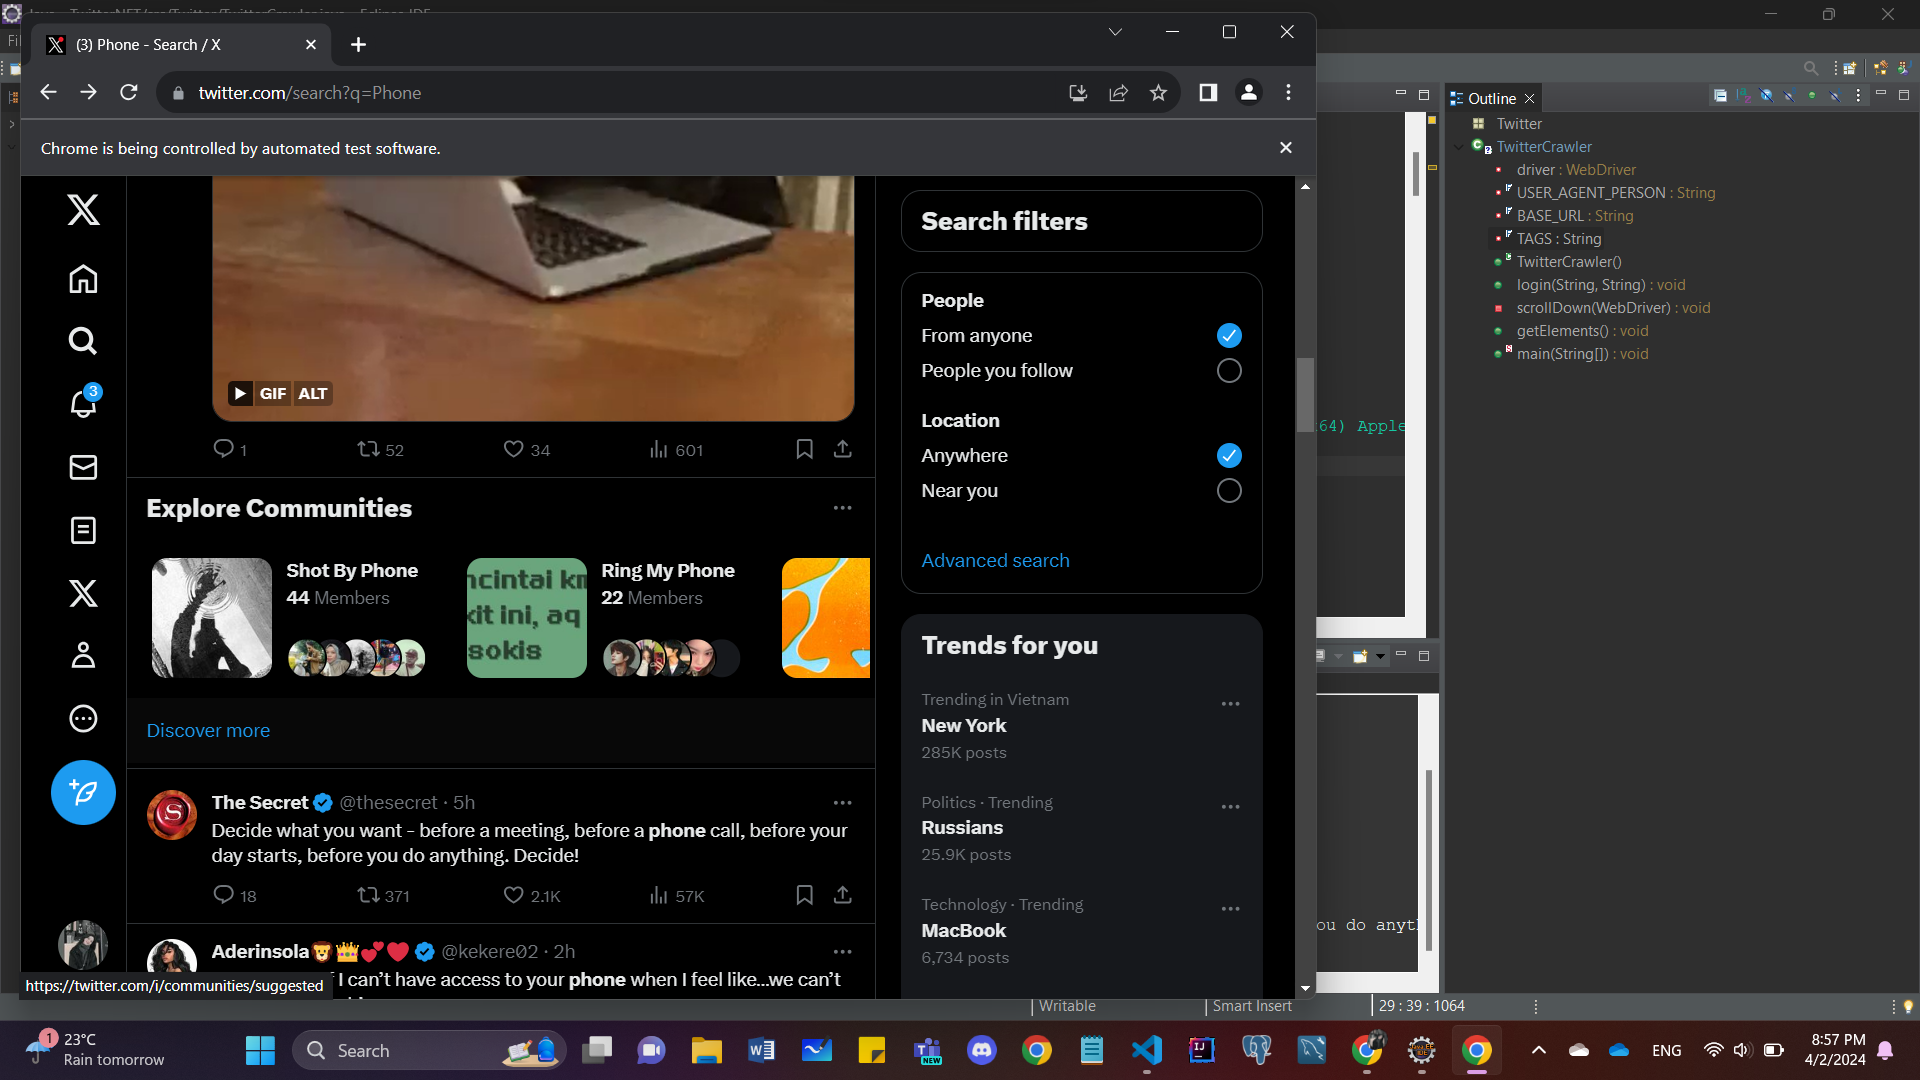 (3) Phone - Search / X
twitter.com/search?q=Phone
Chrome is being controlled by automated test software.
GIF ALT
1 52 34 601
Explore Communities
Shot By Phone
44 Members
ncintai km
kit ini, aq
sokis
Ring My Phone
22 Members
Discover more
The Secret @thesecret · 5h
Decide what you want - before a meeting, before a phone call, before your
day starts, before you do anything. Decide!
18 371 2.1K 57K
Aderinsola @kekere02 · 2h
I can't have access to your phone when I feel like...we can't
https://twitter.com/i/communities/suggested
3
Search filters
People
From anyone
People you follow
Location
Anywhere
Near you
Advanced search
Trends for you
Trending in Vietnam
New York
285K posts
Politics · Trending
Russians
25.9K posts
Technology · Trending
MacBook
6,734 posts
Outline
Twitter
TwitterCrawler
driver : WebDriver
USER_AGENT_PERSON : String
BASE_URL : String
TAGS : String
TwitterCrawler()
login(String, String) : void
scrollDown(WebDriver) : void
getElements() : void
main(String[]) : void
64) Apple
ou do anyt
Writable
Smart Insert
29 : 39 : 1064
1
23°C
Rain tomorrow
Search
NEW
ENG
8:57 PM
4/2/2024